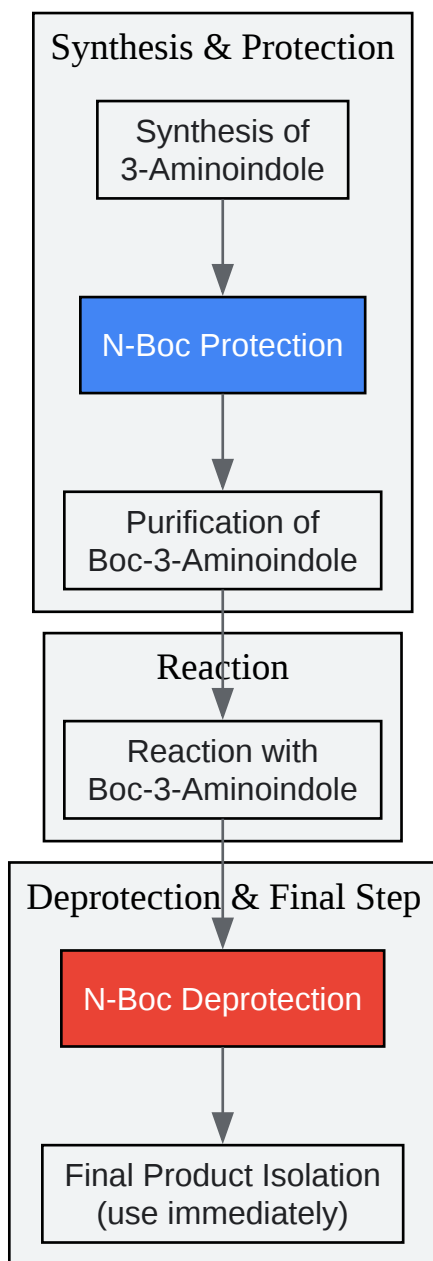 Synthesis & Protection
Synthesis of
3-Aminoindole
N-Boc Protection
Purification of
Boc-3-Aminoindole
Reaction
Reaction with
Boc-3-Aminoindole
Deprotection & Final Step
N-Boc Deprotection
Final Product Isolation
(use immediately)